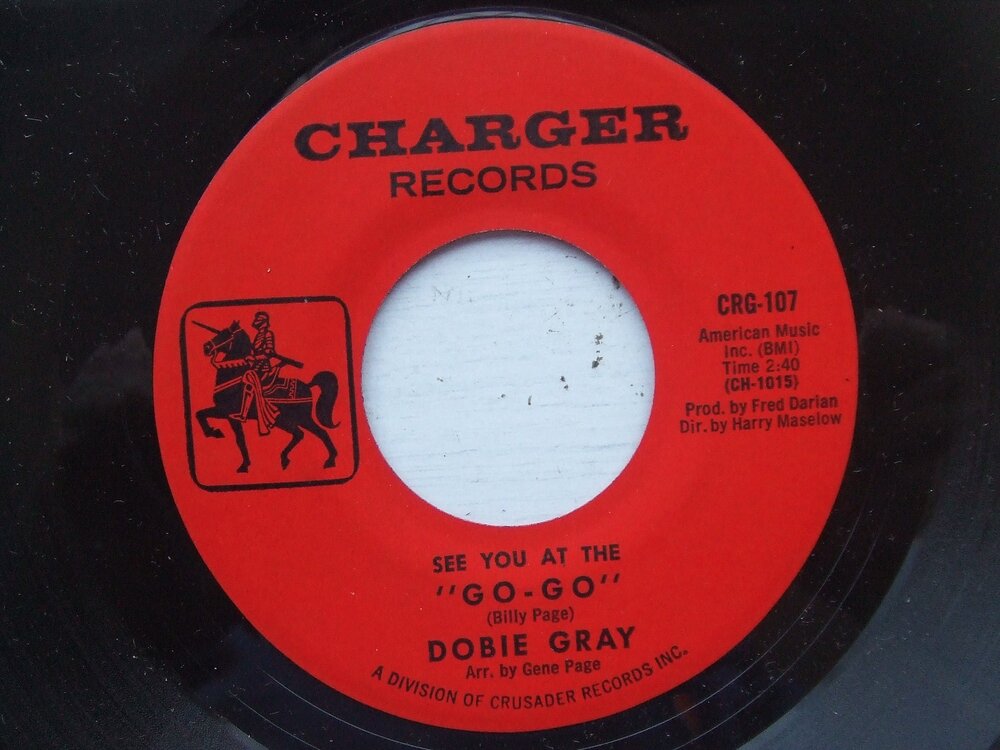 CHARGER
RECORDS
CRG-107
American Music
Inc. (BMI)
Time 2:40
(CH-1015)
Prod. by Fred Darian
Dir. by Harry Maselow
SEE YOU AT THE
"GO-GO"
(Billy Page)
DOBIE GRAY
Arr. by Gene Page
A DIVISION OF CRUSADER RECORDS INC.